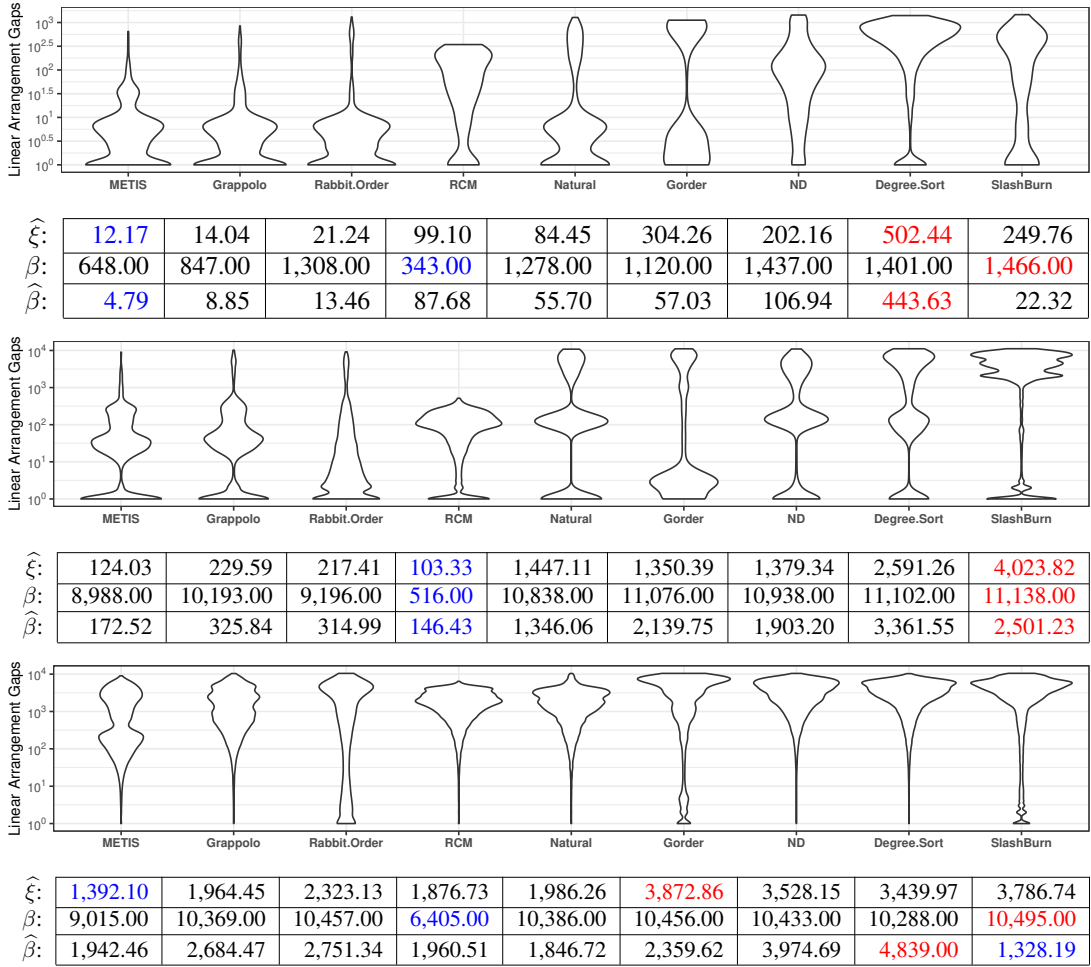 Linear Arrangement Gaps
10^3
10^2.5
10^2
10^1.5
10^1
10^0.5
10^0
METIS Grappolo Rabbit.Order RCM Natural Gorder ND Degree.Sort SlashBurn
ξ̂: 12.17 14.04 21.24 99.10 84.45 304.26 202.16 502.44 249.76
β: 648.00 847.00 1,308.00 343.00 1,278.00 1,120.00 1,437.00 1,401.00 1,466.00
β̂: 4.79 8.85 13.46 87.68 55.70 57.03 106.94 443.63 22.32
Linear Arrangement Gaps
10^4
10^3
10^2
10^1
10^0
METIS Grappolo Rabbit.Order RCM Natural Gorder ND Degree.Sort SlashBurn
ξ̂: 124.03 229.59 217.41 103.33 1,447.11 1,350.39 1,379.34 2,591.26 4,023.82
β: 8,988.00 10,193.00 9,196.00 516.00 10,838.00 11,076.00 10,938.00 11,102.00 11,138.00
β̂: 172.52 325.84 314.99 146.43 1,346.06 2,139.75 1,903.20 3,361.55 2,501.23
Linear Arrangement Gaps
10^4
10^3
10^2
10^1
10^0
METIS Grappolo Rabbit.Order RCM Natural Gorder ND Degree.Sort SlashBurn
ξ̂: 1,392.10 1,964.45 2,323.13 1,876.73 1,986.26 3,872.86 3,528.15 3,439.97 3,786.74
β: 9,015.00 10,369.00 10,457.00 6,405.00 10,386.00 10,456.00 10,433.00 10,288.00 10,495.00
β̂: 1,942.46 2,684.47 2,751.34 1,960.51 1,846.72 2,359.62 3,974.69 4,839.00 1,328.19